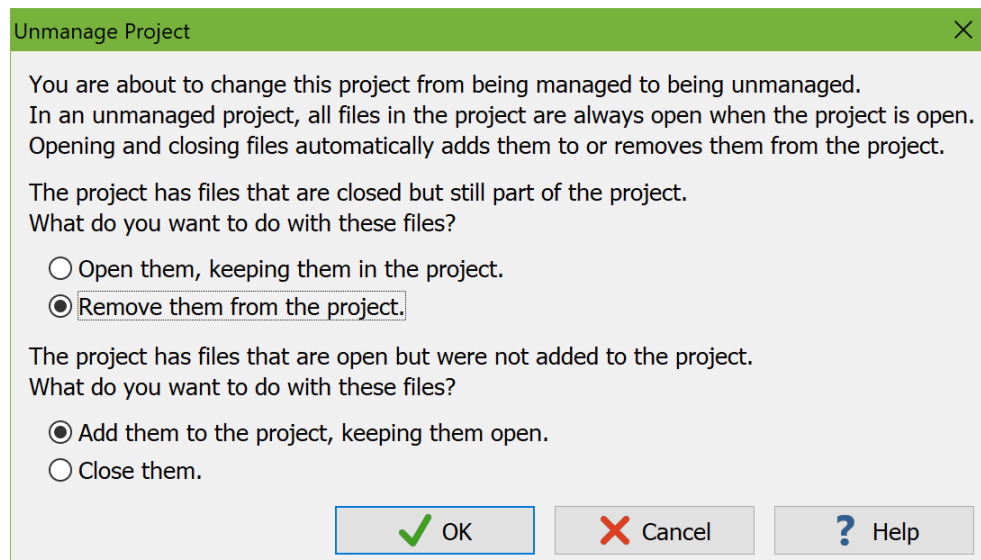 Unmanage Project
You are about to change this project from being managed to being unmanaged.
In an unmanaged project, all files in the project are always open when the project is open.
Opening and closing files automatically adds them to or removes them from the project.
The project has files that are closed but still part of the project.
What do you want to do with these files?
Open them, keeping them in the project.
Remove them from the project.
The project has files that are open but were not added to the project.
What do you want to do with these files?
Add them to the project, keeping them open.
Close them.
OK Cancel ? Help